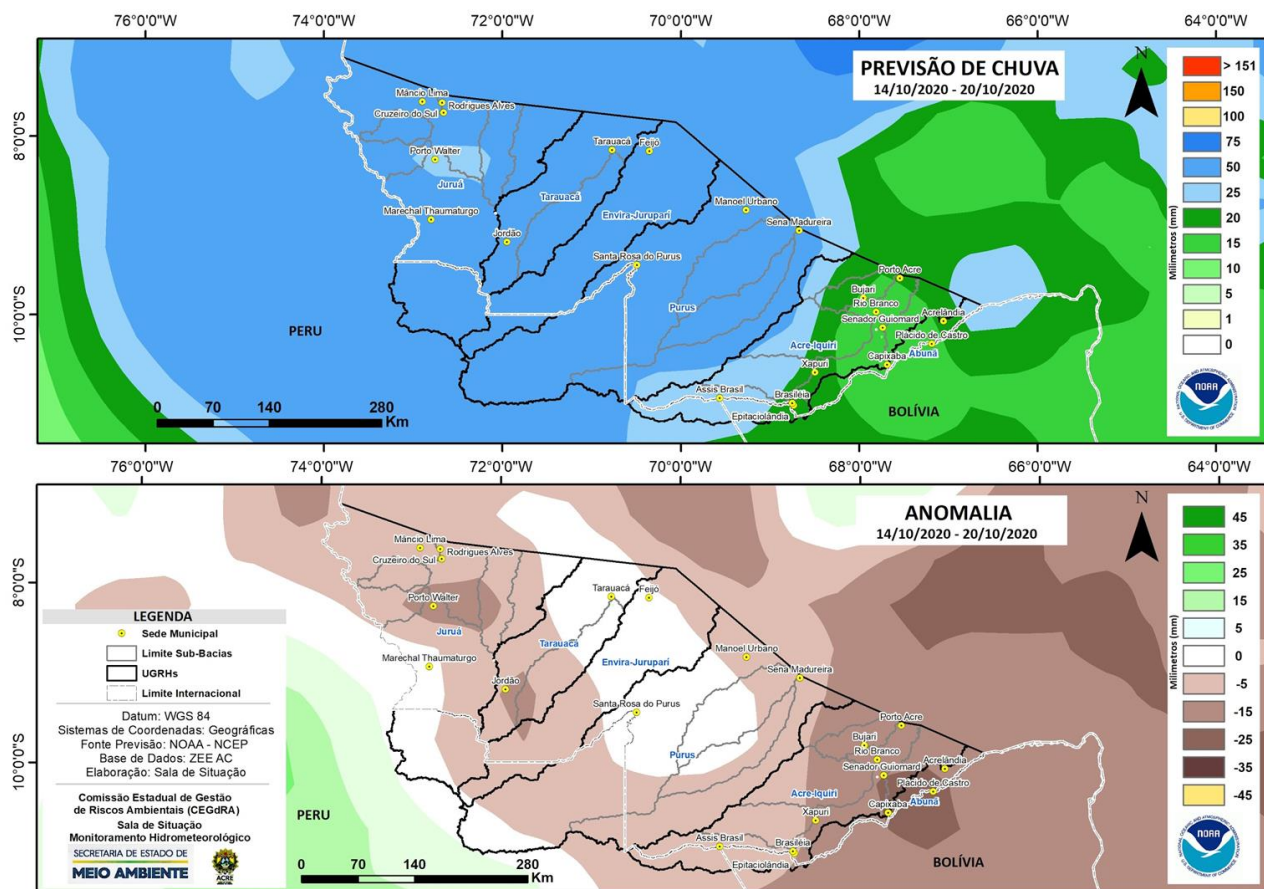 76°0'0"W 74°0'0"W 72°0'0"W 70°0'0"W 68°0'0"W 66°0'0"W 64°0'0"W
PREVISÃO DE CHUVA
14/10/2020 - 20/10/2020
N
8°0'0"S
10°0'0"S
Máncio Lima
Rodrigues Alves
Cruzeiro do Sul
Tarauacá
Feijó
Porto Walter
Juruá
Tarauacá
Manoel Urbano
Marechal Thaumaturgo
Envira-Jurupari
Sena Madureira
Jordão
Santa Rosa do Purus
Porto Acre
Bujari
Purus
Rio Branco
PERU
Senador Guiomard
Acrelândia
Plácido de Castro
Acre-Iquiri
Abunã
Capixaba
Xapuri
Assis Brasil
Brasiléia
Epitaciolândia
BOLÍVIA
0 70 140 280
Km
Milímetros (mm)
> 151
150
100
75
50
25
20
15
10
5
1
0
NOAA
76°0'0"W 74°0'0"W 72°0'0"W 70°0'0"W 68°0'0"W 66°0'0"W 64°0'0"W
ANOMALIA
14/10/2020 - 20/10/2020
N
8°0'0"S
10°0'0"S
Máncio Lima
Rodrigues Alves
Cruzeiro do Sul
Tarauacá
Feijó
Porto Walter
Juruá
Tarauacá
Manoel Urbano
Marechal Thaumaturgo
Envira-Jurupari
Sena Madureira
Jordão
Santa Rosa do Purus
Porto Acre
Bujari
Purus
Rio Branco
Senador Guiomard
Acrelândia
Plácido de Castro
Acre-Iquiri
Abunã
Capixaba
PERU
Xapuri
Assis Brasil
Brasiléia
Epitaciolândia
BOLÍVIA
0 70 140 280
Km
Milímetros (mm)
45
35
25
15
5
0
-5
-15
-25
-35
-45
NOAA
LEGENDA
Sede Municipal
Limite Sub-Bacias
UGRHs
Limite Internacional
Datum: WGS 84
Sistemas de Coordenadas: Geográficas
Fonte Previsão: NOAA - NCEP
Base de Dados: ZEE AC
Elaboração: Sala de Situação
Comissão Estadual de Gestão
de Riscos Ambientais (CEGdRA)
Sala de Situação
Monitoramento Hidrometeorológico
SECRETARIA DE ESTADO DE
MEIO AMBIENTE
ACRE